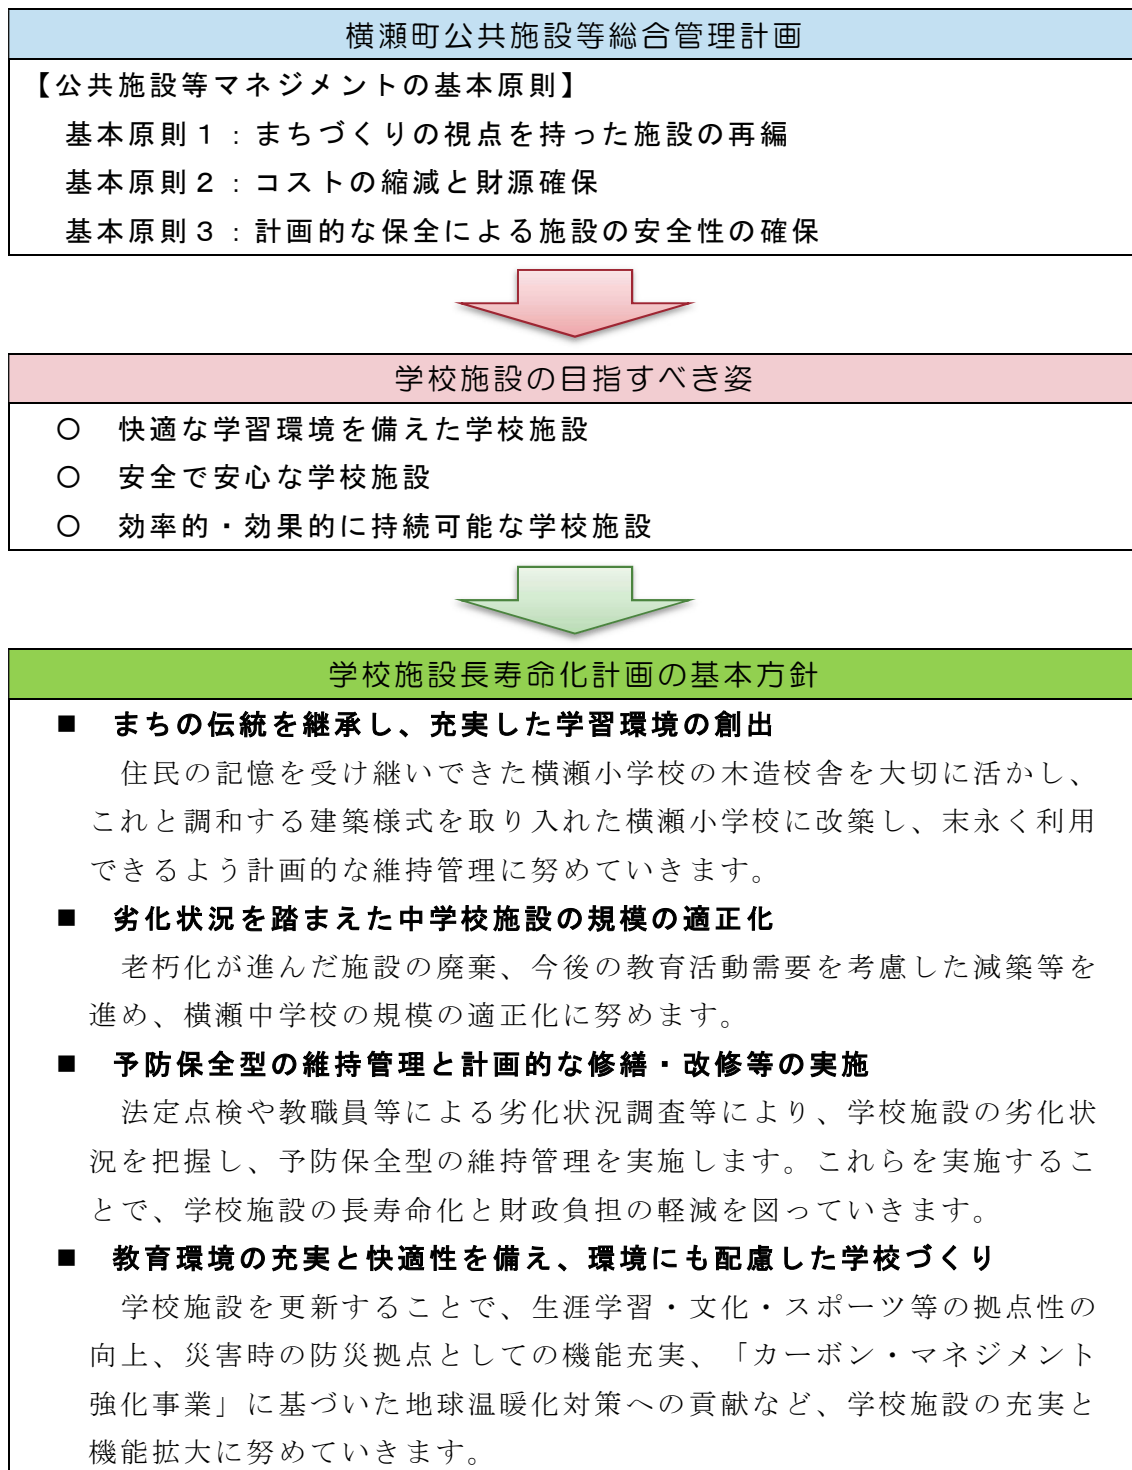 横瀬町公共施設等総合管理計画
【公共施設等マネジメントの基本原則】
基本原則１：まちづくりの視点を持った施設の再編
基本原則２：コストの縮減と財源確保
基本原則３：計画的な保全による施設の安全性の確保
学校施設の目指すべき姿
○　快適な学習環境を備えた学校施設
○　安全で安心な学校施設
○　効率的・効果的に持続可能な学校施設
学校施設長寿命化計画の基本方針
■　まちの伝統を継承し、充実した学習環境の創出
住民の記憶を受け継いできた横瀬小学校の木造校舎を大切に活かし、
これと調和する建築様式を取り入れた横瀬小学校に改築し、末永く利用
できるよう計画的な維持管理に努めていきます。
■　劣化状況を踏まえた中学校施設の規模の適正化
老朽化が進んだ施設の廃棄、今後の教育活動需要を考慮した減築等を
進め、横瀬中学校の規模の適正化に努めます。
■　予防保全型の維持管理と計画的な修繕・改修等の実施
法定点検や教職員等による劣化状況調査等により、学校施設の劣化状
況を把握し、予防保全型の維持管理を実施します。これらを実施するこ
とで、学校施設の長寿命化と財政負担の軽減を図っていきます。
■　教育環境の充実と快適性を備え、環境にも配慮した学校づくり
学校施設を更新することで、生涯学習・文化・スポーツ等の拠点性の
向上、災害時の防災拠点としての機能充実、「カーボン・マネジメント
強化事業」に基づいた地球温暖化対策への貢献など、学校施設の充実と
機能拡大に努めていきます。